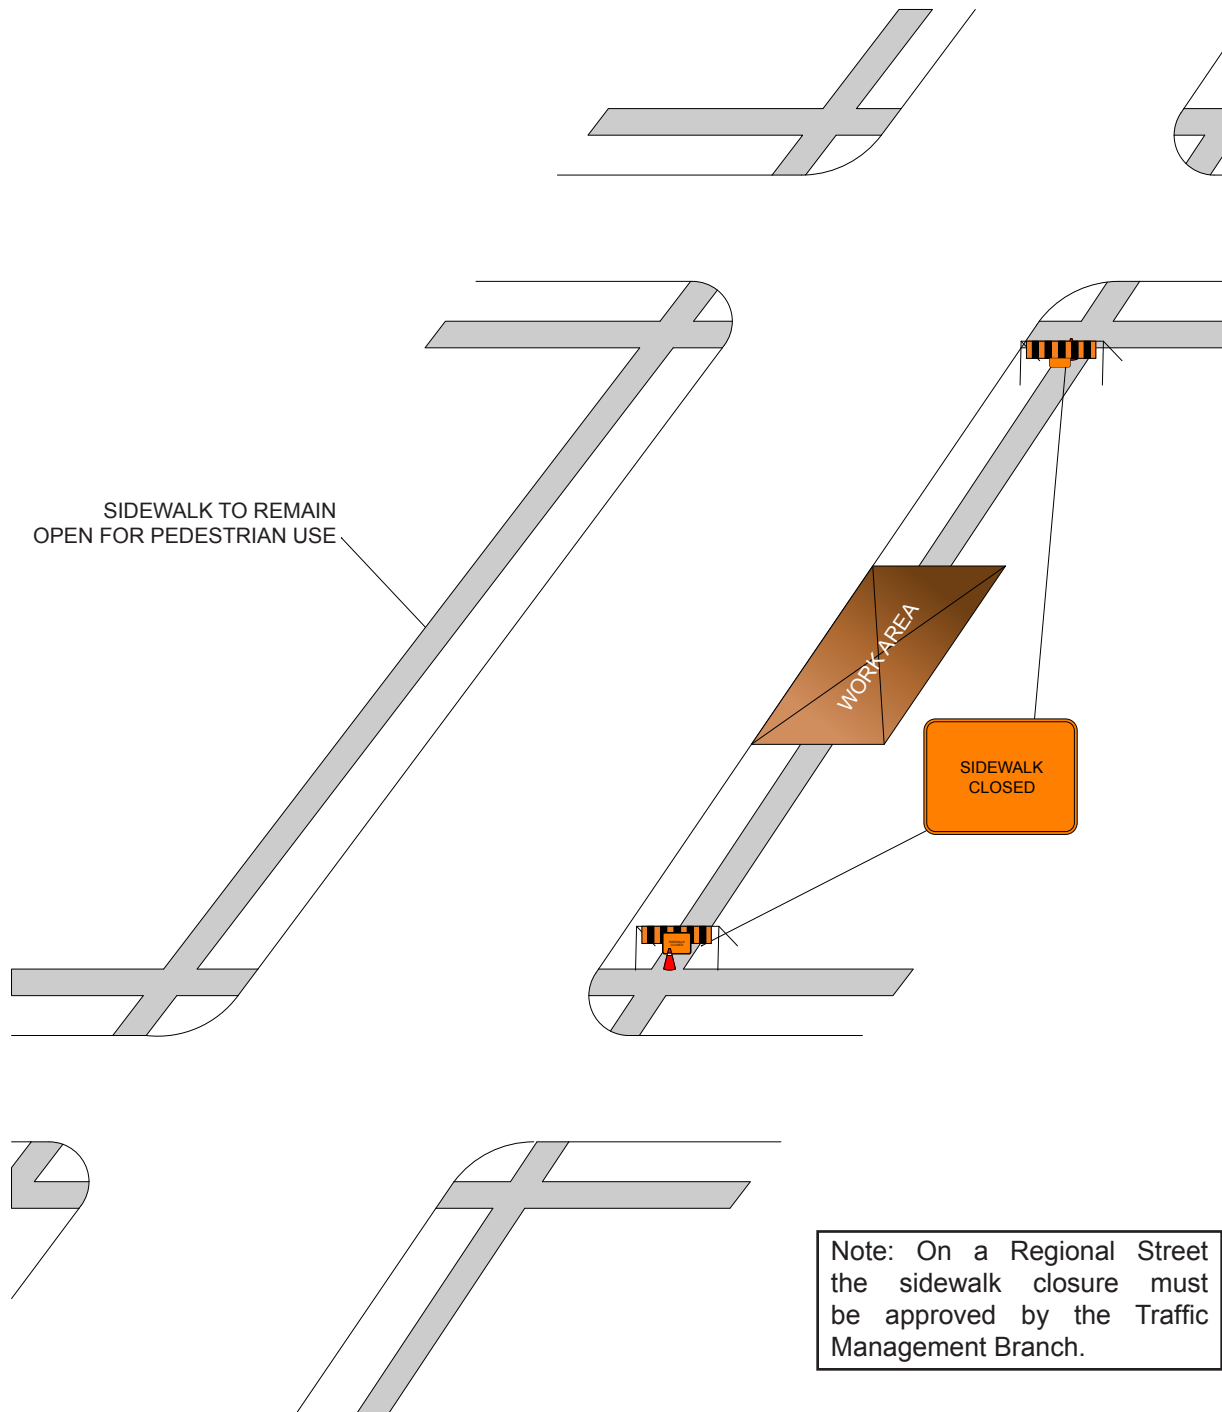 SIDEWALK TO REMAIN
OPEN FOR PEDESTRIAN USE
WORK AREA
SIDEWALK
CLOSED
Note: On a Regional Street
the sidewalk closure must
be approved by the Traffic
Management Branch.